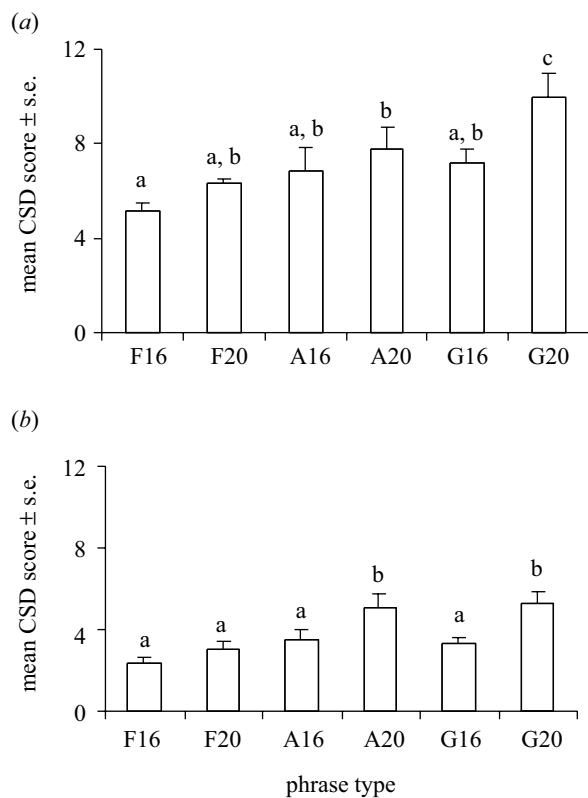 (a)
mean CSD score ± s.e.
12
8
4
0
a
a, b
a, b
b
a, b
c
F16 F20 A16 A20 G16 G20
(b)
mean CSD score ± s.e.
12
8
4
0
a
a
a
b
a
b
F16 F20 A16 A20 G16 G20
phrase type